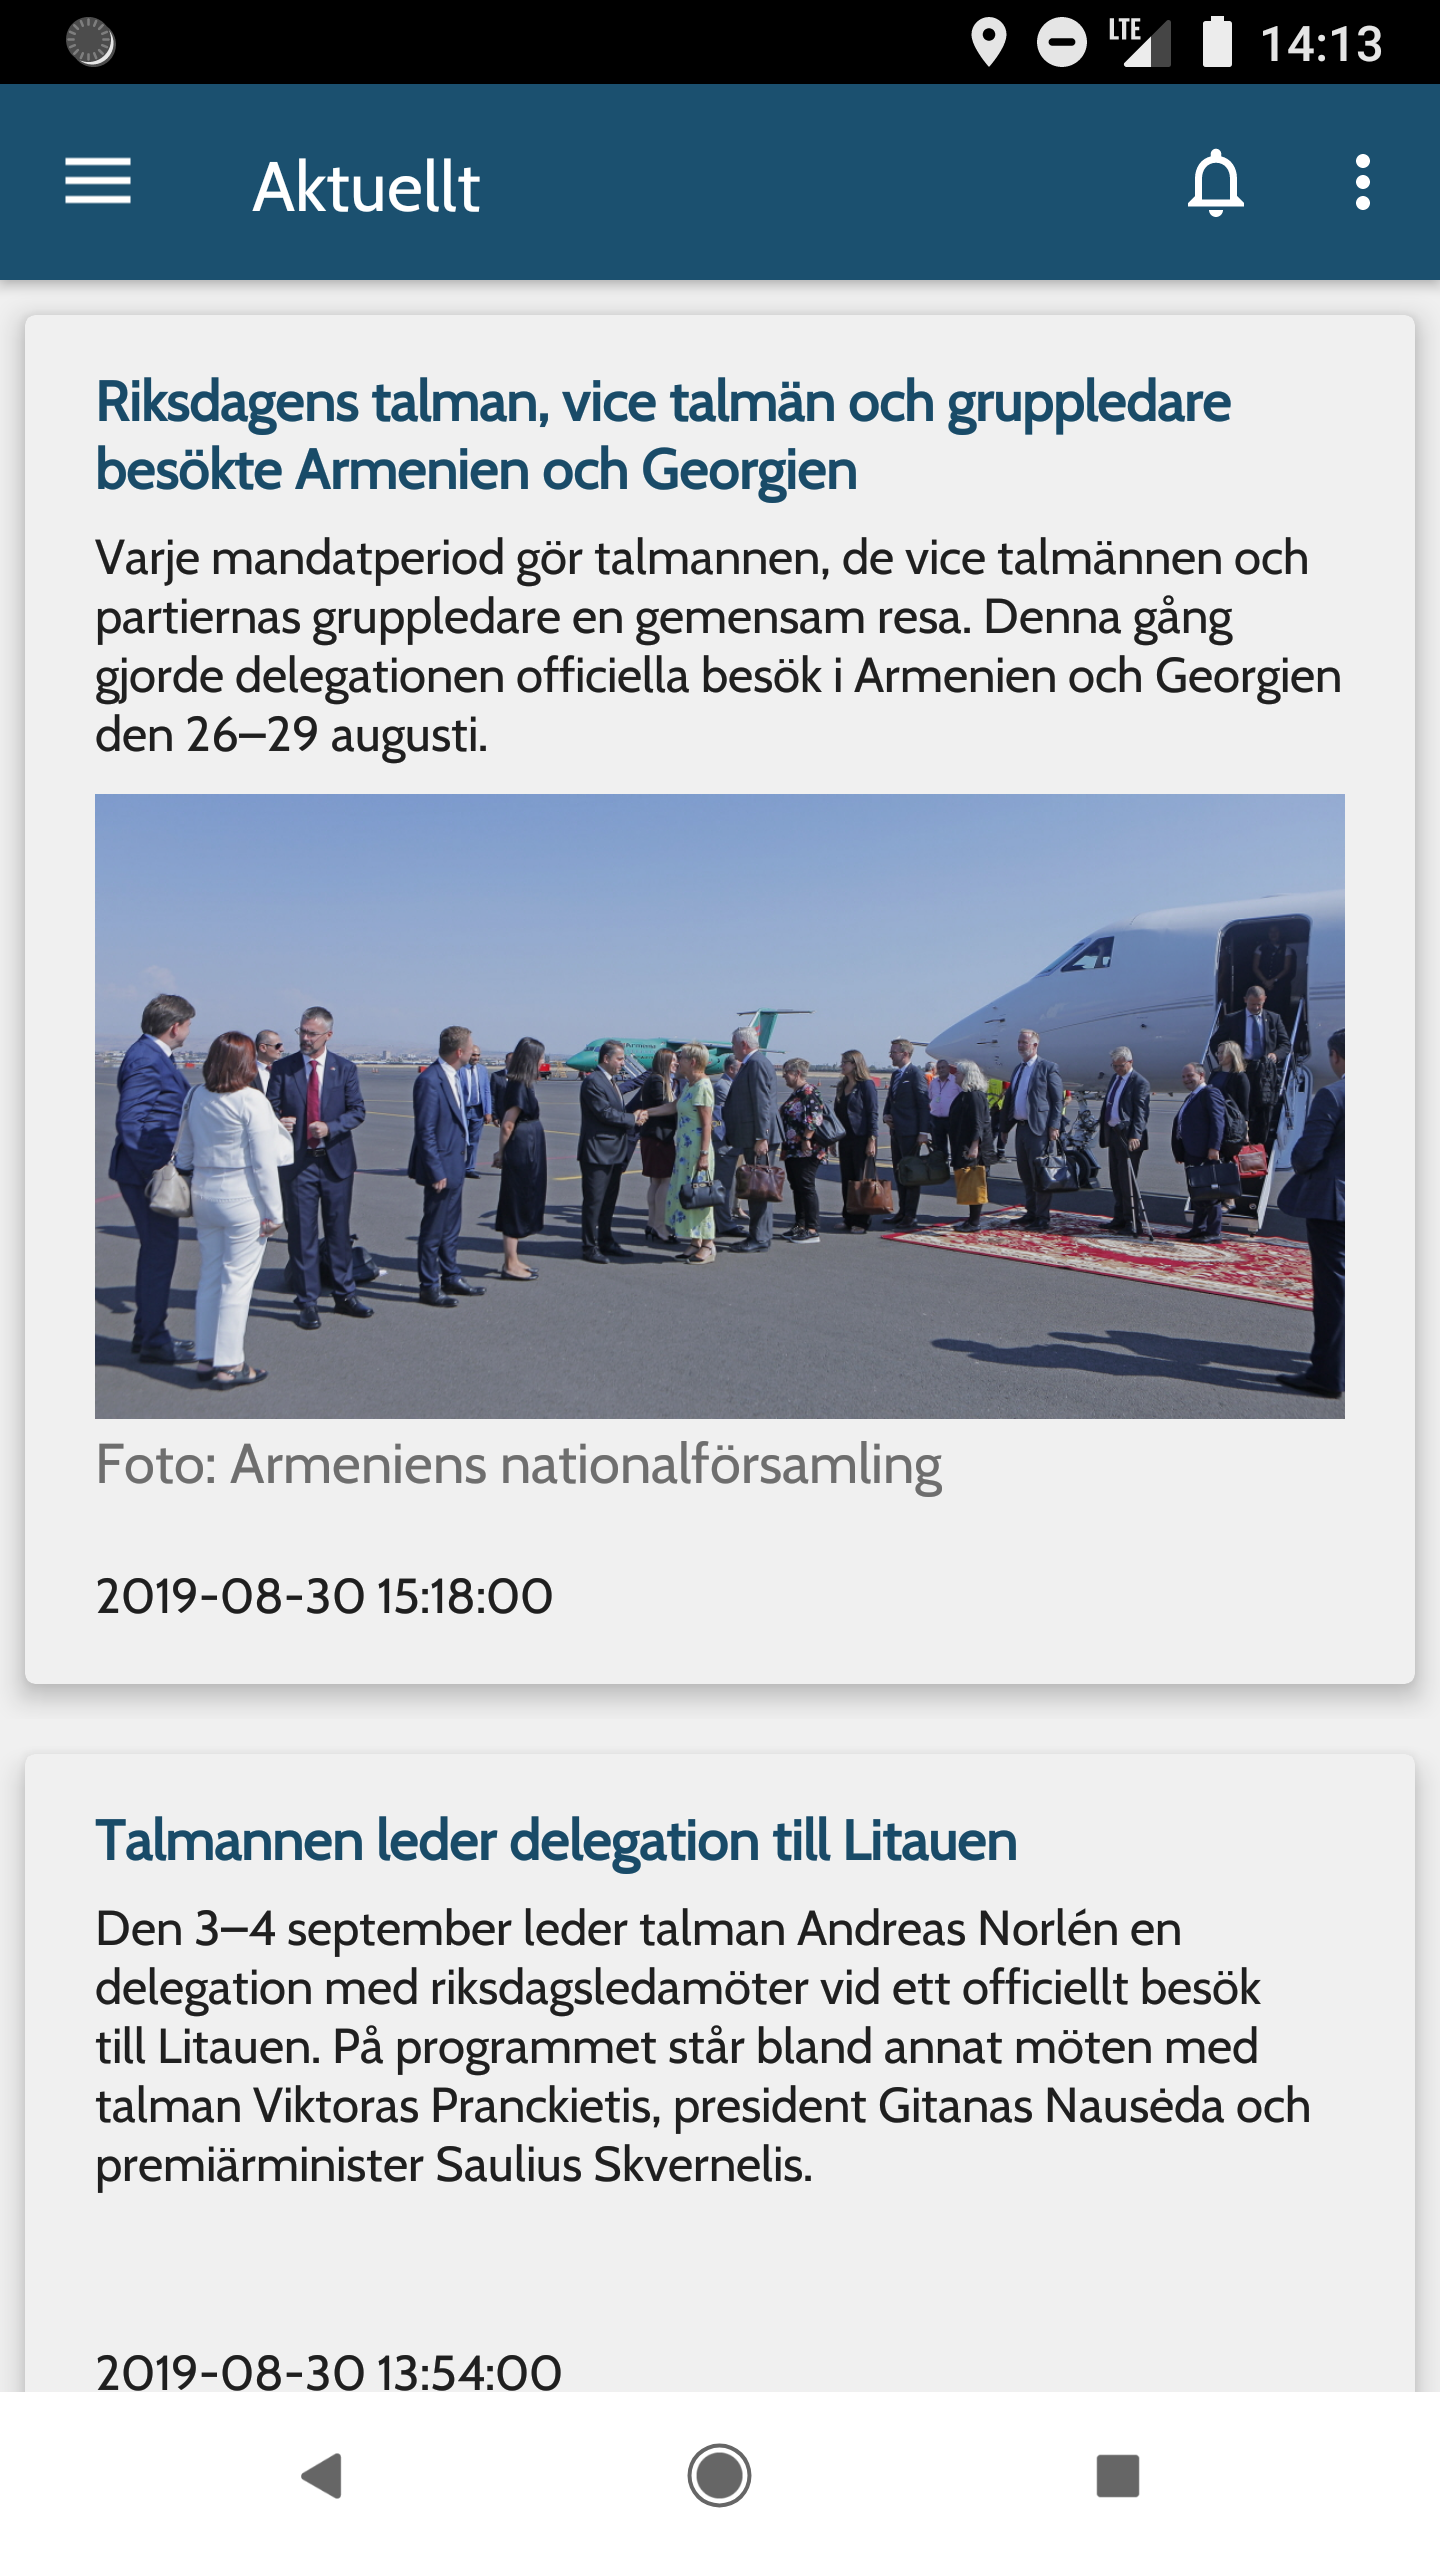 LTE 14:13
Aktuellt
Riksdagens talman, vice talmän och gruppledare
besökte Armenien och Georgien
Varje mandatperiod gör talmannen, de vice talmännen och
partiernas gruppledare en gemensam resa. Denna gång
gjorde delegationen officiella besök i Armenien och Georgien
den 26–29 augusti.
Armenia
Foto: Armeniens nationalförsamling
2019-08-30 15:18:00
Talmannen leder delegation till Litauen
Den 3–4 september leder talman Andreas Norlén en
delegation med riksdagsledamöter vid ett officiellt besök
till Litauen. På programmet står bland annat möten med
talman Viktoras Pranckietis, president Gitanas Nausėda och
premiärminister Saulius Skvernelis.
2019-08-30 13:54:00